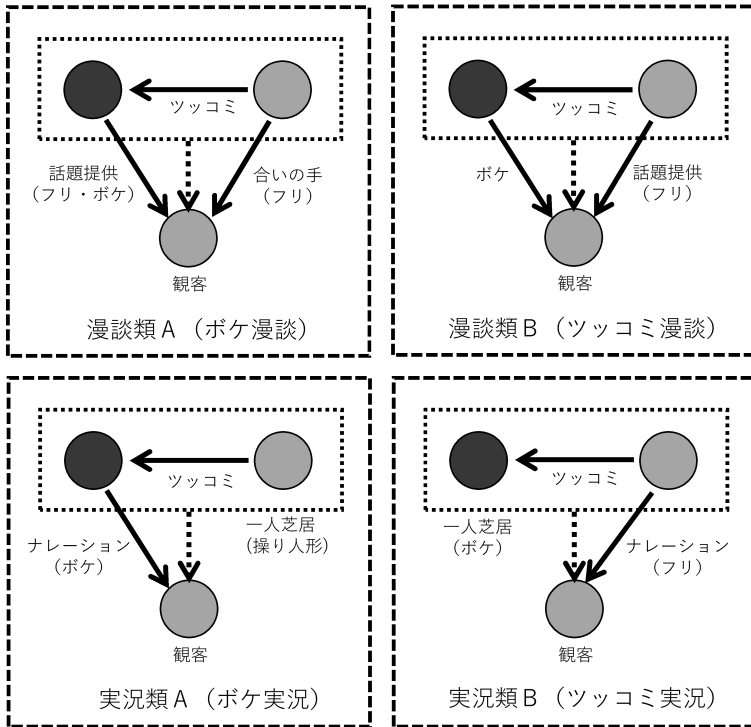 ツッコミ
話題提供
(フリ・ボケ)
合いの手
(フリ)
観客
漫談類A(ボケ漫談)
ツッコミ
ボケ
話題提供
(フリ)
観客
漫談類B(ツッコミ漫談)
ツッコミ
ナレーション
(ボケ)
一人芝居
(操り人形)
観客
実況類A(ボケ実況)
ツッコミ
一人芝居
(ボケ)
ナレーション
(フリ)
観客
実況類B(ツッコミ実況)